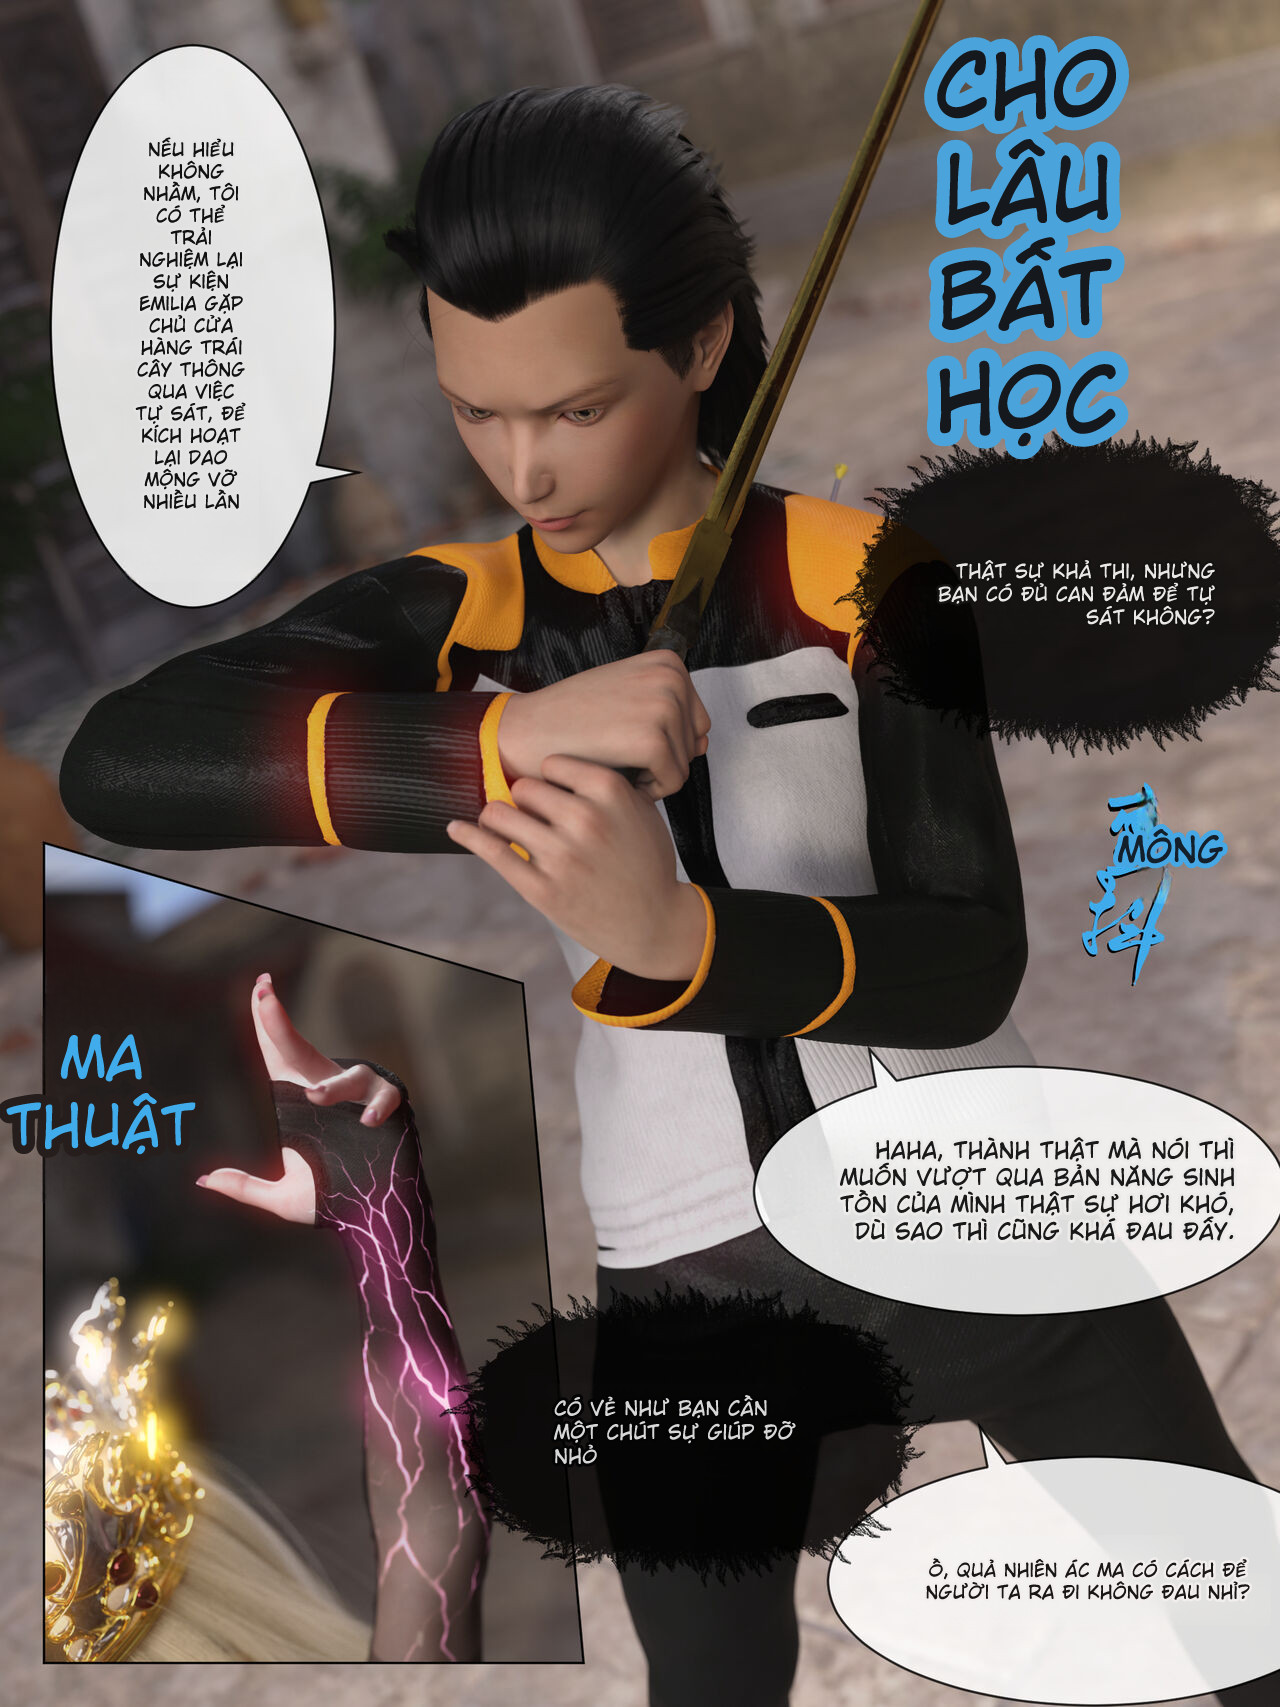 NẾU HIỂU
KHÔNG
NHẦM, TÔI
CÓ THỂ
TRẢI
NGHIỆM LẠI
SỰ KIỆN
EMILIA GẶP
CHỦ CỬA
HÀNG TRÁI
CÂY THÔNG
QUA VIỆC
TỰ SÁT, ĐỂ
KÍCH HOẠT
LẠI DAO
MỘNG VỠ
NHIỀU LẦN
CHO
LÂU
BẤT
HỌC
THẬT SỰ KHẢ THI, NHƯNG
BẠN CÓ ĐỦ CAN ĐẢM ĐỂ TỰ
SÁT KHÔNG?
MÔNG
MA
THUẬT
HAHA, THÀNH THẬT MÀ NÓI THÌ
MUỐN VƯỢT QUA BẢN NĂNG SINH
TỒN CỦA MÌNH THẬT SỰ HƠI KHÓ,
DÙ SAO THÌ CŨNG KHÁ ĐAU ĐẤY.
CÓ VẺ NHƯ BẠN CẦN
MỘT CHÚT SỰ GIÚP ĐỠ
NHỎ
Ồ, QUẢ NHIÊN ÁC MA CÓ CÁCH ĐỂ
NGƯỜI TA RA ĐI KHÔNG ĐAU NHỈ?